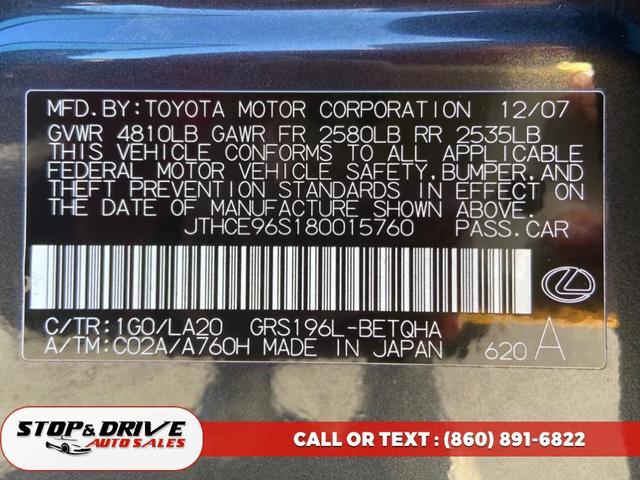 MFD.BY:TOYOTA MOTOR CORPORATION 12/07
GVWR 4810LB GAWR FR 2580LB RR 2535LB
THIS VEHICLE CONFORMS TO ALL APPLICABLE
FEDERAL MOTOR VEHICLE SAFETY,BUMPER,AND
THEFT PREVENTION STANDARDS IN EFFECT ON
THE DATE OF MANUFACTURE SHOWN ABOVE.
JTHCE96S180015760 PASS.CAR
C/TR:1G0/LA20 GRS196L-BETQHA
A/TM:C02A/A760H MADE IN JAPAN 620 A
STOP & DRIVE
AUTO SALES
CALL OR TEXT : (860) 891-6822